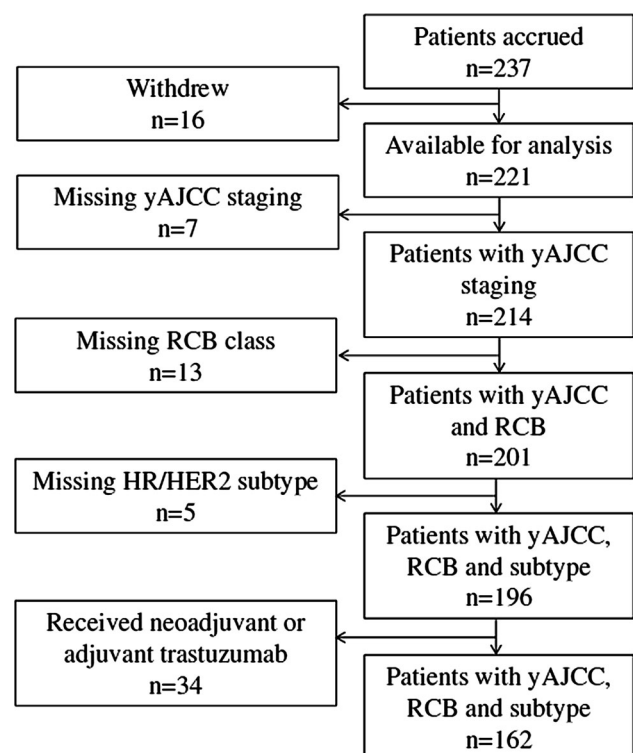 Patients accrued
n=237
Withdrew
n=16
Available for analysis
n=221
Missing yAJCC staging
n=7
Patients with yAJCC
staging
n=214
Missing RCB class
n=13
Patients with yAJCC
and RCB
n=201
Missing HR/HER2 subtype
n=5
Patients with yAJCC,
RCB and subtype
n=196
Received neoadjuvant or
adjuvant trastuzumab
n=34
Patients with yAJCC,
RCB and subtype
n=162